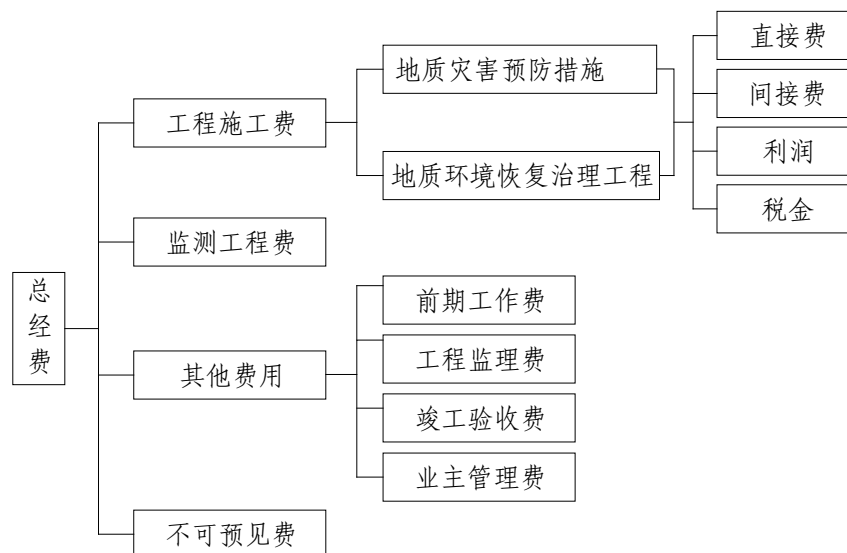 总经费
工程施工费
监测工程费
其他费用
不可预见费
地质灾害预防措施
地质环境恢复治理工程
前期工作费
工程监理费
竣工验收费
业主管理费
直接费
间接费
利润
税金